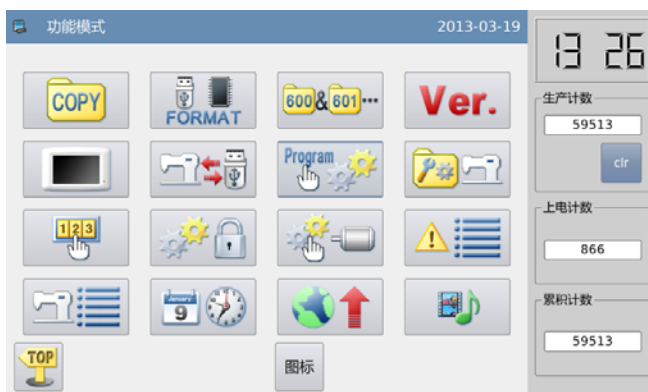 功能模式
2013-03-19
13 26
COPY
FORMAT
600&601...
Ver.
Program
123
January
9
TOP
图标
生产计数
59513
clr
上电计数
866
累积计数
59513